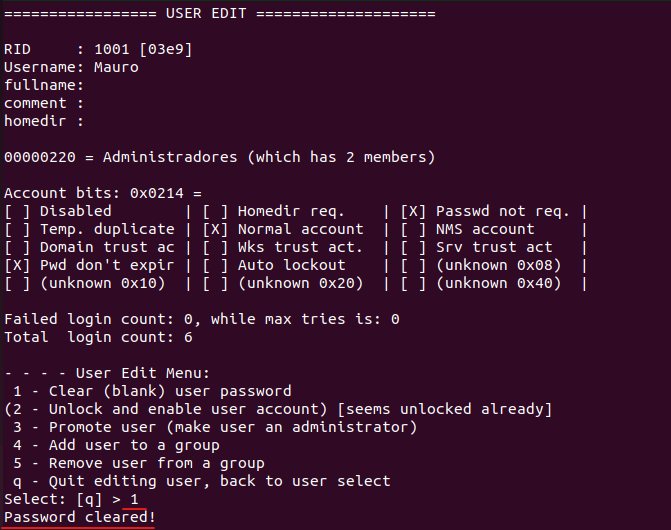 ================= USER EDIT ====================
RID     : 1001 [03e9]
Username: Mauro
fullname:
comment :
homedir :
00000220 = Administradores (which has 2 members)
Account bits: 0x0214 =
[ ] Disabled        | [ ] Homedir req.    | [X] Passwd not req. |
[ ] Temp. duplicate | [X] Normal account  | [ ] NMS account     |
[ ] Domain trust ac | [ ] Wks trust act.  | [ ] Srv trust act   |
[X] Pwd don't expir | [ ] Auto lockout    | [ ] (unknown 0x08)  |
[ ] (unknown 0x10)  | [ ] (unknown 0x20)  | [ ] (unknown 0x40)  |
Failed login count: 0, while max tries is: 0
Total  login count: 6
- - - - User Edit Menu:
 1 - Clear (blank) user password
(2 - Unlock and enable user account) [seems unlocked already]
 3 - Promote user (make user an administrator)
 4 - Add user to a group
 5 - Remove user from a group
 q - Quit editing user, back to user select
Select: [q] > 1
Password cleared!